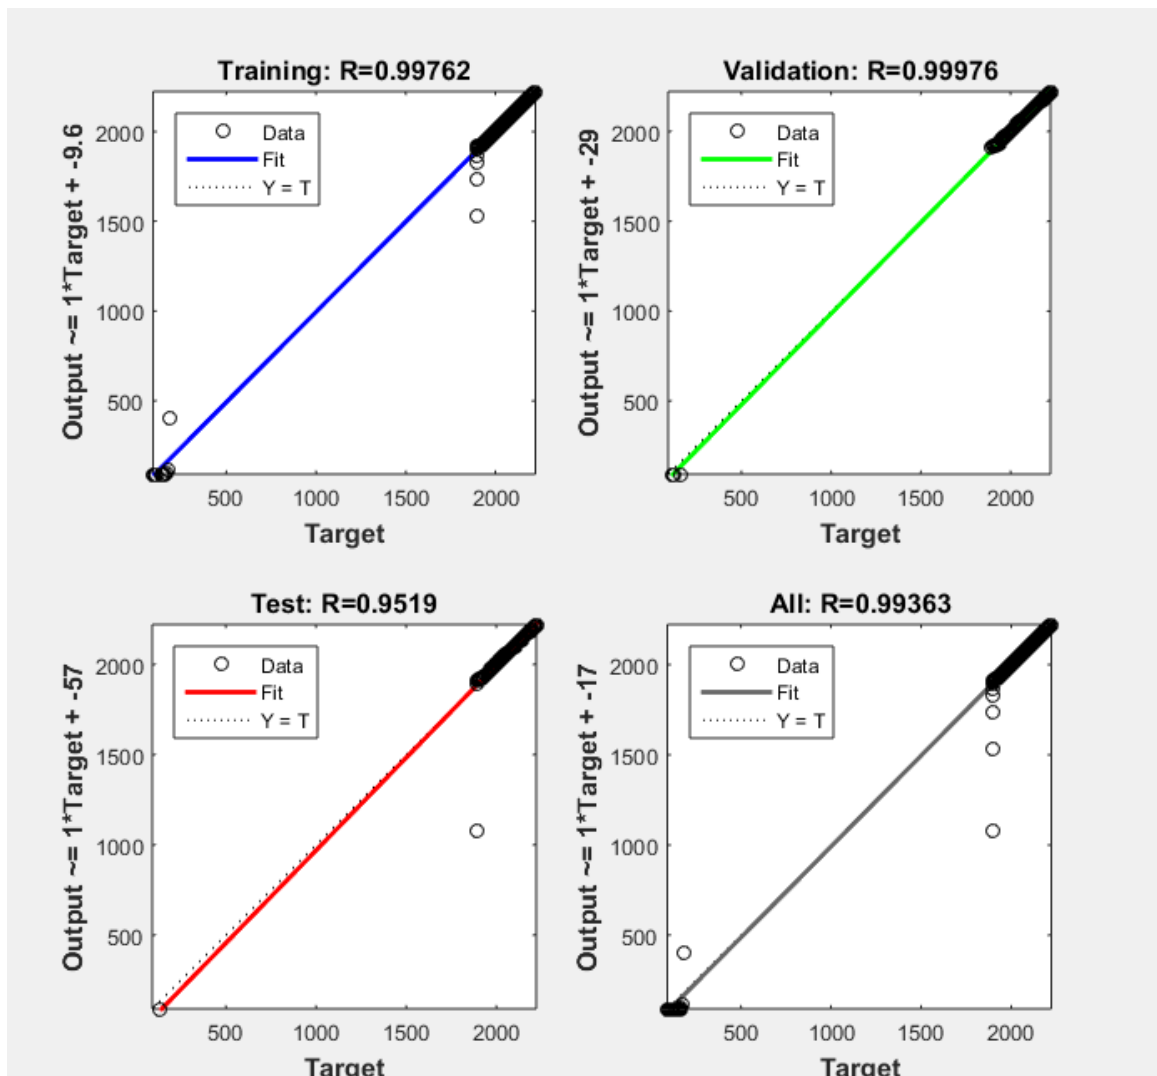 Training: R=0.99762
Output ~= 1*Target + -9.6
2000
1500
1000
500
Data
Fit
Y = T
500 1000 1500 2000
Target
Validation: R=0.99976
Output ~= 1*Target + -29
2000
1500
1000
500
Data
Fit
Y = T
500 1000 1500 2000
Target
Test: R=0.9519
Output ~= 1*Target + -57
2000
1500
1000
500
Data
Fit
Y = T
500 1000 1500 2000
Target
All: R=0.99363
Output ~= 1*Target + -17
2000
1500
1000
500
Data
Fit
Y = T
500 1000 1500 2000
Target